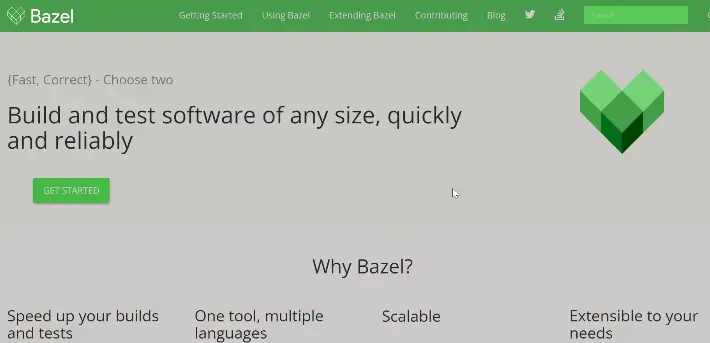 Bazel
Getting Started Using Bazel Extending Bazel Contributing Blog
{Fast, Correct} - Choose two
Build and test software of any size, quickly
and reliably
GET STARTED
Why Bazel?
Speed up your builds
and tests
One tool, multiple
languages
Scalable
Extensible to your
needs